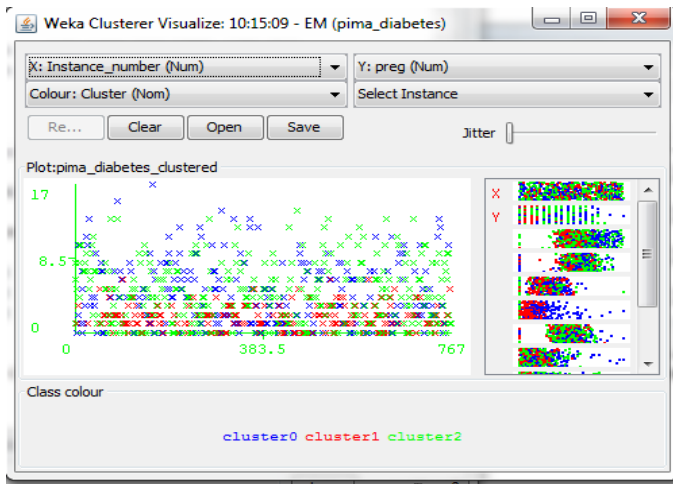 Weka Clusterer Visualize: 10:15:09 - EM (pima_diabetes)
X: Instance_number (Num) Y: preg (Num)
Colour: Cluster (Nom) Select Instance
Re... Clear Open Save Jitter
Plot:pima_diabetes_clustered
17
8.5
0
0 383.5 767
X
Y
Class colour
cluster0 cluster1 cluster2